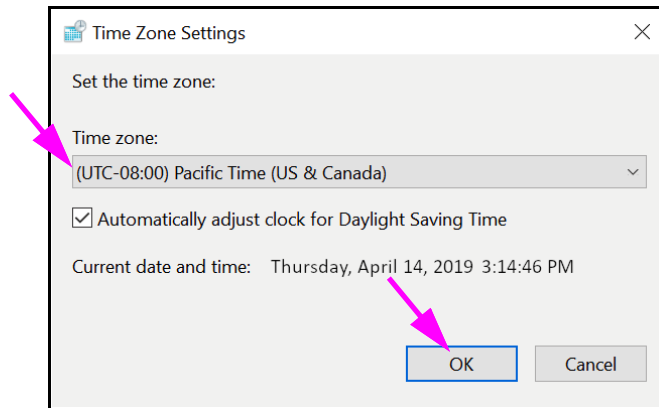 Time Zone Settings
Set the time zone:
Time zone:
(UTC-08:00) Pacific Time (US & Canada)
Automatically adjust clock for Daylight Saving Time
Current date and time: Thursday, April 14, 2019 3:14:46 PM
OK Cancel